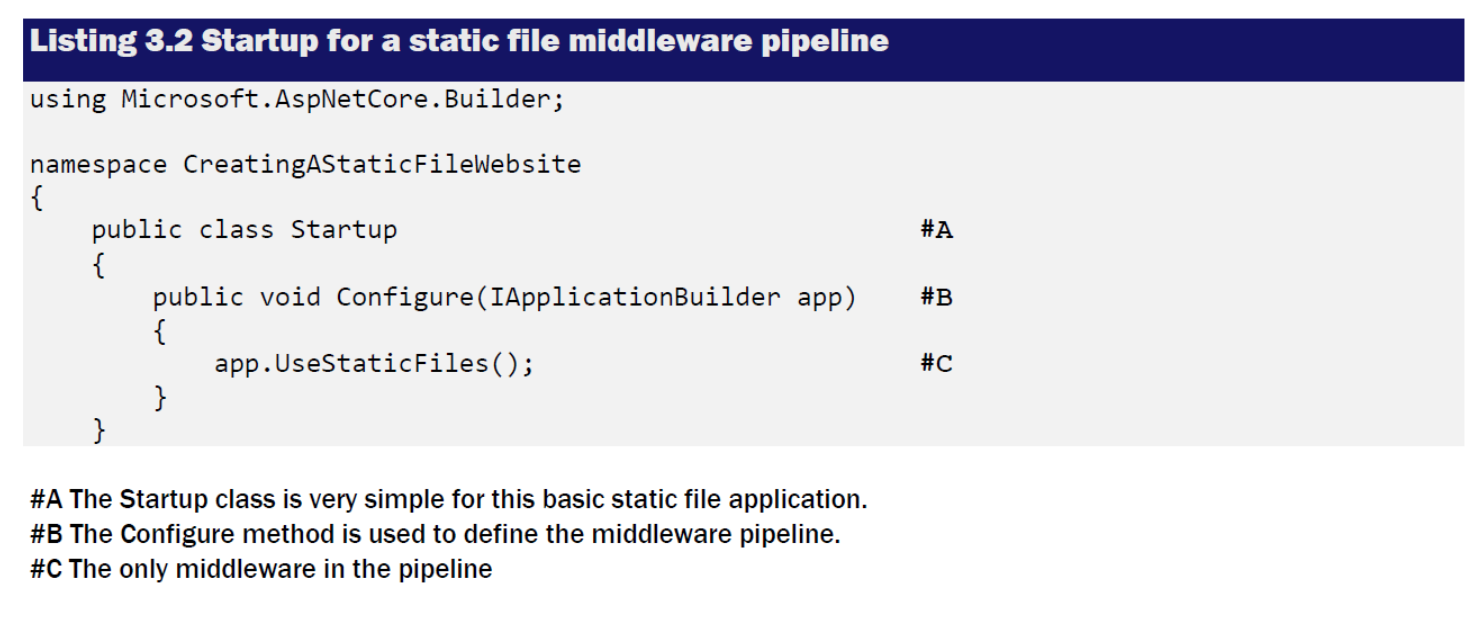 Listing 3.2 Startup for a static file middleware pipeline
using Microsoft.AspNetCore.Builder;
namespace CreatingAStaticFileWebsite
{
    public class Startup                                  #A
    {
        public void Configure(IApplicationBuilder app)    #B
        {
            app.UseStaticFiles();                         #C
        }
    }
#A The Startup class is very simple for this basic static file application.
#B The Configure method is used to define the middleware pipeline.
#C The only middleware in the pipeline